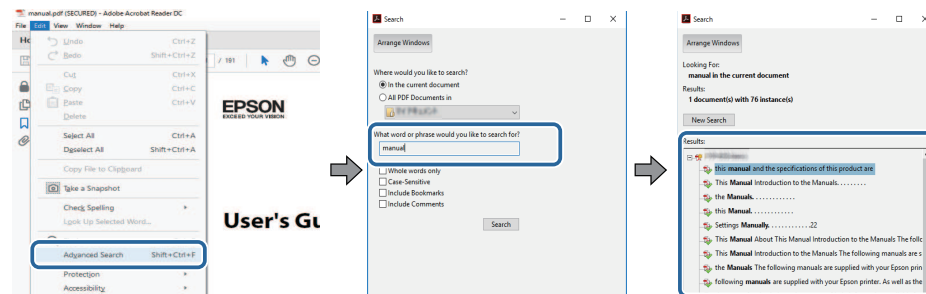 manual.pdf (SECURED) - Adobe Acrobat Reader DC
File Edit View Window Help
Undo Ctrl+Z
Redo Shift+Ctrl+Z
Cut Ctrl+X
Copy Ctrl+C
Paste Ctrl+V
Delete
Select All Ctrl+A
Deselect All Shift+Ctrl+A
Copy File to Clipboard
Take a Snapshot
Check Spelling
Look Up Selected Word...
Advanced Search Shift+Ctrl+F
Protection
Accessibility
/ 191
EPSON
EXCEED YOUR VISION
User's Gu
Search
Arrange Windows
Where would you like to search?
In the current document
All PDF Documents in
What word or phrase would you like to search for?
manual
Whole words only
Case-Sensitive
Include Bookmarks
Include Comments
Search
Search
Arrange Windows
Looking For:
manual in the current document
Results:
1 document(s) with 76 instance(s)
New Search
Results:
this manual and the specifications of this product are
This Manual Introduction to the Manuals. . . . . . . . .
the Manuals. . . . . . . . . . . . .
this Manual. . . . . . . . . . . . .
Settings Manually. . . . . . . . . . . . .22
This Manual About This Manual Introduction to the Manuals The follc
This Manual Introduction to the Manuals The following manuals are s
the Manuals The following manuals are supplied with your Epson prin
following manuals are supplied with your Epson printer. As well as the